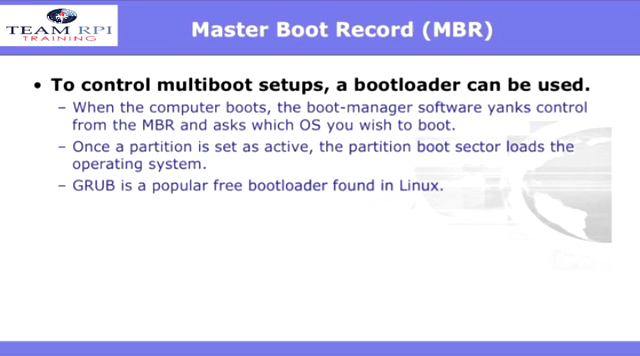 TEAM RPI
TRAINING
Master Boot Record (MBR)
• To control multiboot setups, a bootloader can be used.
– When the computer boots, the boot-manager software yanks control
from the MBR and asks which OS you wish to boot.
– Once a partition is set as active, the partition boot sector loads the
operating system.
– GRUB is a popular free bootloader found in Linux.